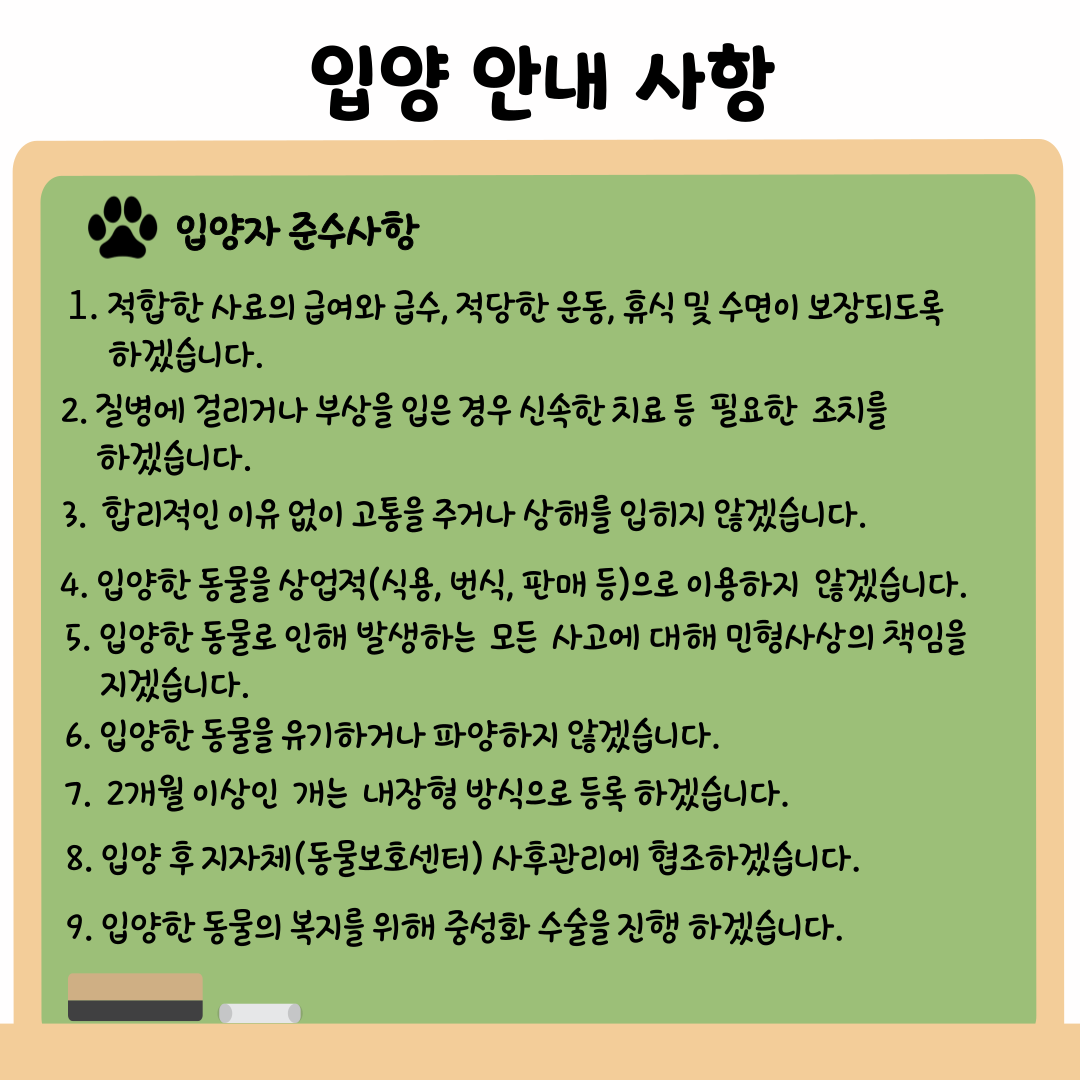 입양 안내 사항
입양자 준수사항
1. 적합한 사료의 급여와 급수, 적당한 운동, 휴식 및 수면이 보장되도록
하겠습니다.
2. 질병에 걸리거나 부상을 입은 경우 신속한 치료 등 필요한 조치를
하겠습니다.
3. 합리적인 이유 없이 고통을 주거나 상해를 입히지 않겠습니다.
4. 입양한 동물을 상업적(식용, 번식, 판매 등)으로 이용하지 않겠습니다.
5. 입양한 동물로 인해 발생하는 모든 사고에 대해 민형사상의 책임을
지겠습니다.
6. 입양한 동물을 유기하거나 파양하지 않겠습니다.
7. 2개월 이상인 개는 내장형 방식으로 등록 하겠습니다.
8. 입양 후 지자체(동물보호센터) 사후관리에 협조하겠습니다.
9. 입양한 동물의 복지를 위해 중성화 수술을 진행 하겠습니다.